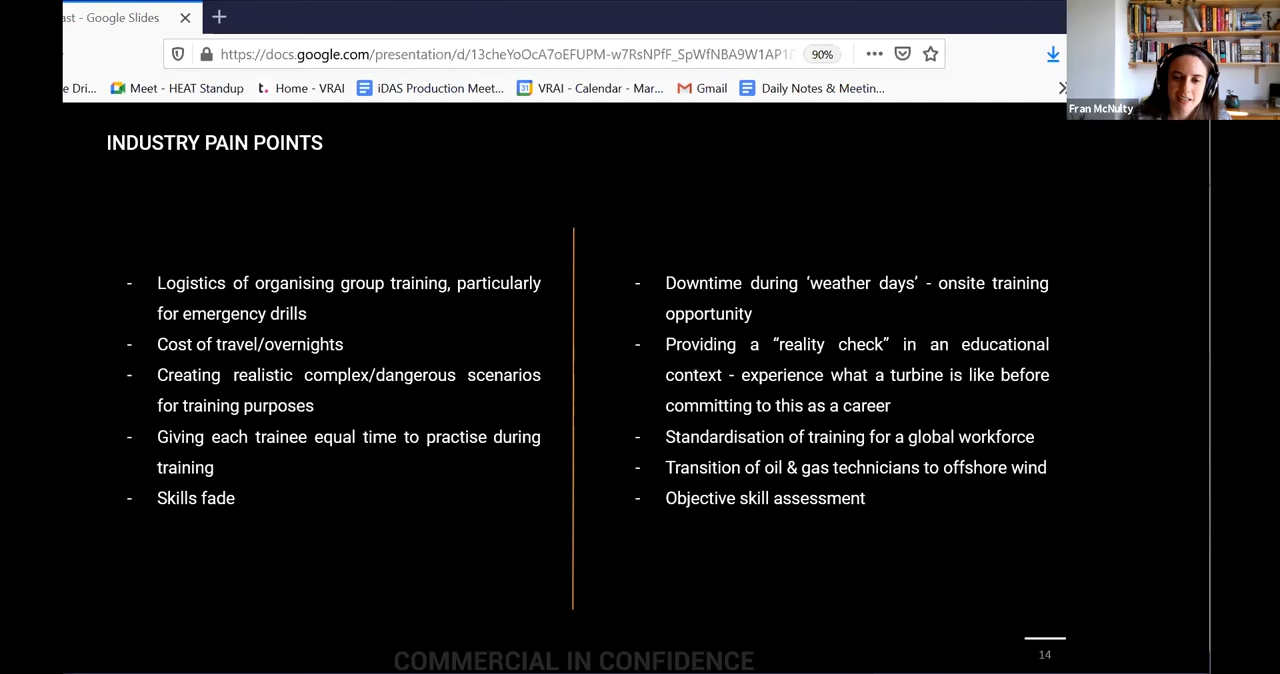 ast - Google Slides
https://docs.google.com/presentation/d/13cheYoOcA7oEFUPM-w7RsNPfF_SpWfNBA9W1AP1
90%
e Dri...
Meet - HEAT Standup
Home - VRAI
iDAS Production Meet...
31
VRAI - Calendar - Mar...
Gmail
Daily Notes & Meetin...
Fran McNulty
INDUSTRY PAIN POINTS
- Logistics of organising group training, particularly
for emergency drills
- Cost of travel/overnights
- Creating realistic complex/dangerous scenarios
for training purposes
- Giving each trainee equal time to practise during
training
- Skills fade
- Downtime during ‘weather days’ - onsite training
opportunity
- Providing a “reality check” in an educational
context - experience what a turbine is like before
committing to this as a career
- Standardisation of training for a global workforce
- Transition of oil & gas technicians to offshore wind
- Objective skill assessment
COMMERCIAL IN CONFIDENCE
14